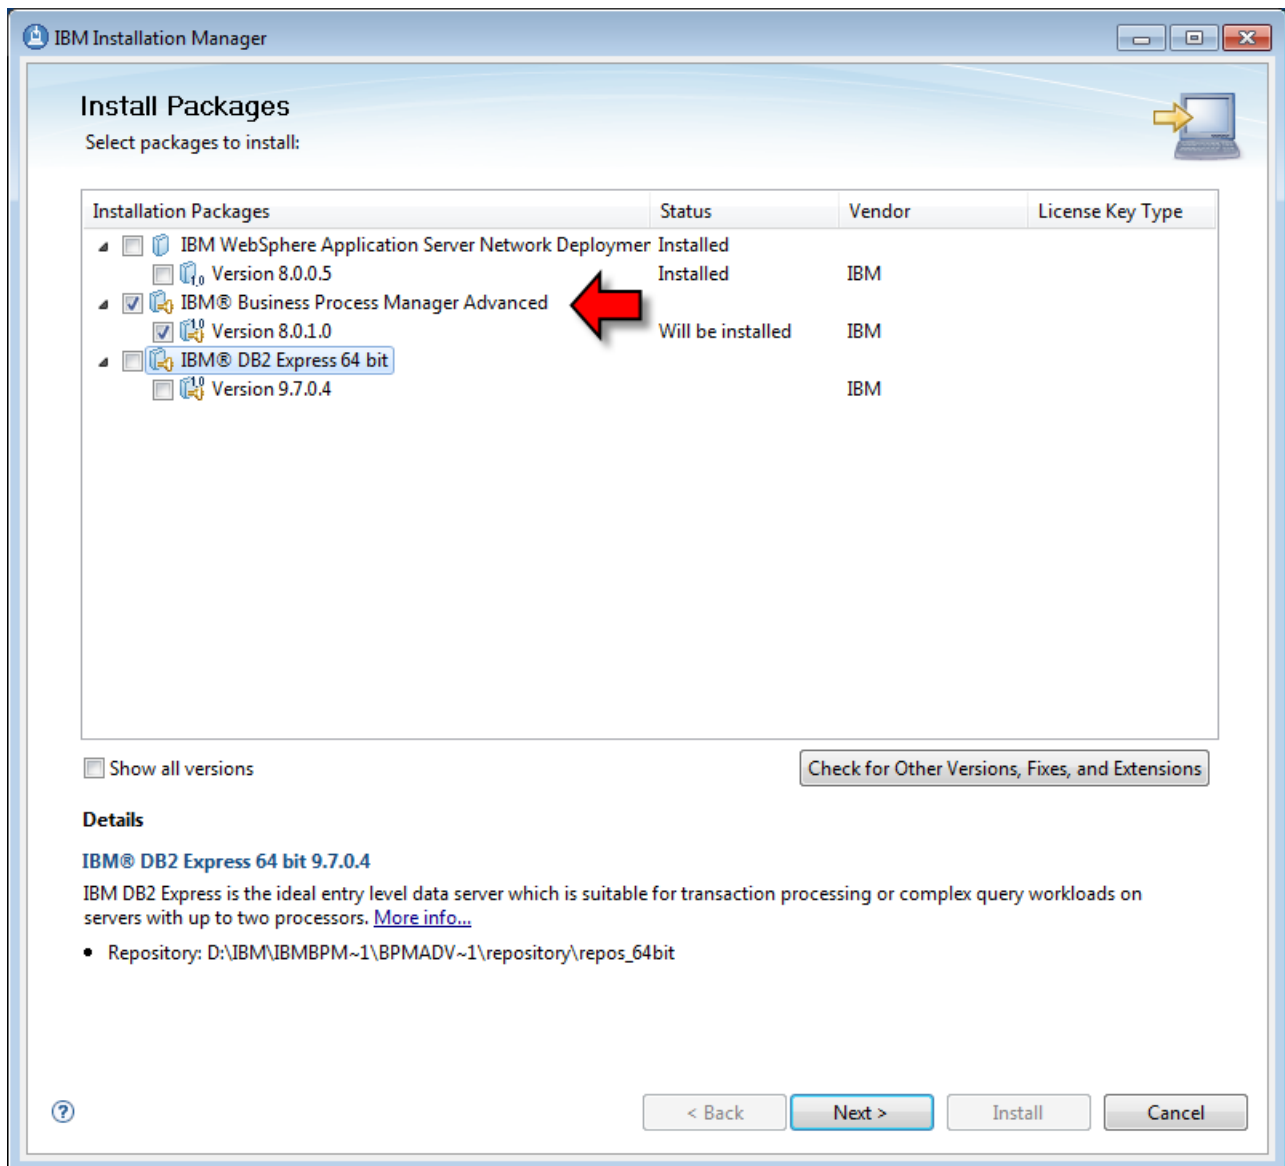 IBM Installation Manager
Install Packages
Select packages to install:
Installation Packages Status Vendor License Key Type
IBM WebSphere Application Server Network Deploymer Installed
Version 8.0.0.5 Installed IBM
IBM® Business Process Manager Advanced
Version 8.0.1.0 Will be installed IBM
IBM® DB2 Express 64 bit
Version 9.7.0.4 IBM
Show all versions Check for Other Versions, Fixes, and Extensions
Details
IBM® DB2 Express 64 bit 9.7.0.4
IBM DB2 Express is the ideal entry level data server which is suitable for transaction processing or complex query workloads on
servers with up to two processors. More info...
• Repository: D:\IBM\IBMBPM~1\BPMADV~1\repository\repos_64bit
? < Back Next > Install Cancel